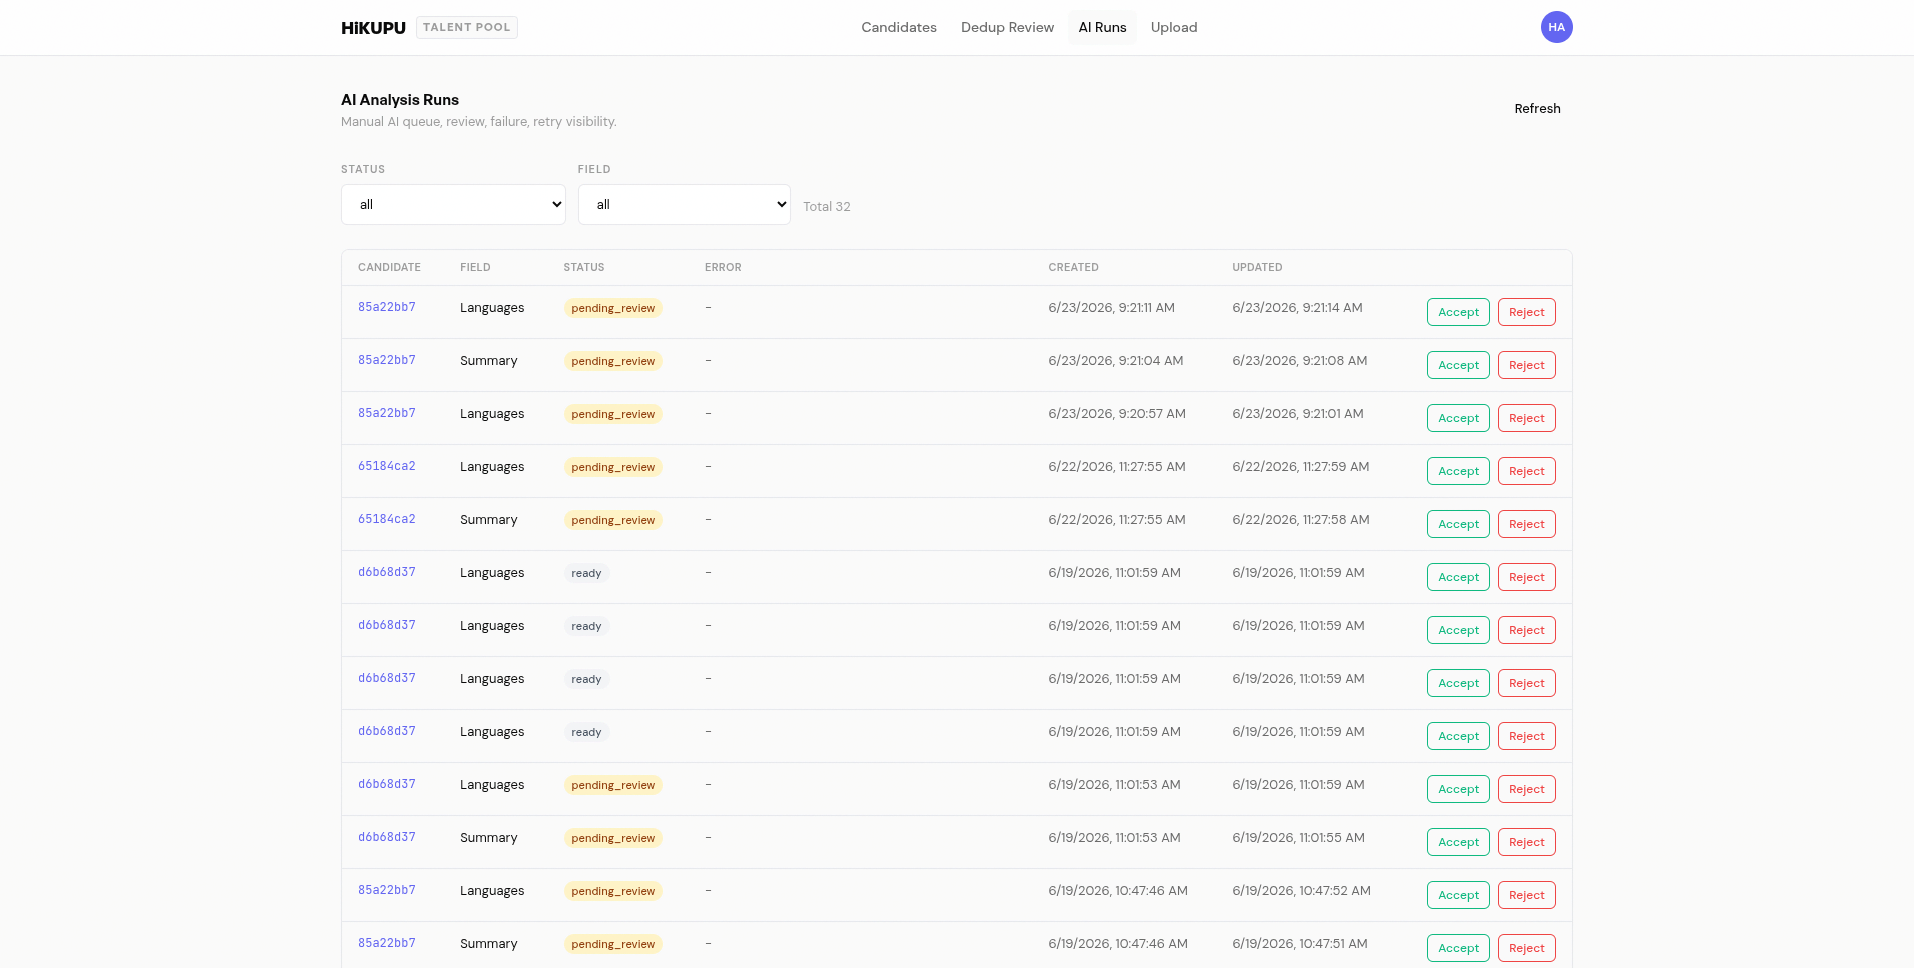 HiKUPU TALENT POOL Candidates Dedup Review AI Runs Upload HA
AI Analysis Runs
Refresh
Manual AI queue, review, failure, retry visibility.
STATUS FIELD
all all Total 32
CANDIDATE FIELD STATUS ERROR CREATED UPDATED
85a22bb7 Languages pending_review - 6/23/2026, 9:21:11 AM 6/23/2026, 9:21:14 AM Accept Reject
85a22bb7 Summary pending_review - 6/23/2026, 9:21:04 AM 6/23/2026, 9:21:08 AM Accept Reject
85a22bb7 Languages pending_review - 6/23/2026, 9:20:57 AM 6/23/2026, 9:21:01 AM Accept Reject
65184ca2 Languages pending_review - 6/22/2026, 11:27:55 AM 6/22/2026, 11:27:59 AM Accept Reject
65184ca2 Summary pending_review - 6/22/2026, 11:27:55 AM 6/22/2026, 11:27:58 AM Accept Reject
d6b68d37 Languages ready - 6/19/2026, 11:01:59 AM 6/19/2026, 11:01:59 AM Accept Reject
d6b68d37 Languages ready - 6/19/2026, 11:01:59 AM 6/19/2026, 11:01:59 AM Accept Reject
d6b68d37 Languages ready - 6/19/2026, 11:01:59 AM 6/19/2026, 11:01:59 AM Accept Reject
d6b68d37 Languages ready - 6/19/2026, 11:01:59 AM 6/19/2026, 11:01:59 AM Accept Reject
d6b68d37 Languages pending_review - 6/19/2026, 11:01:53 AM 6/19/2026, 11:01:59 AM Accept Reject
d6b68d37 Summary pending_review - 6/19/2026, 11:01:53 AM 6/19/2026, 11:01:55 AM Accept Reject
85a22bb7 Languages pending_review - 6/19/2026, 10:47:46 AM 6/19/2026, 10:47:52 AM Accept Reject
85a22bb7 Summary pending_review - 6/19/2026, 10:47:46 AM 6/19/2026, 10:47:51 AM Accept Reject